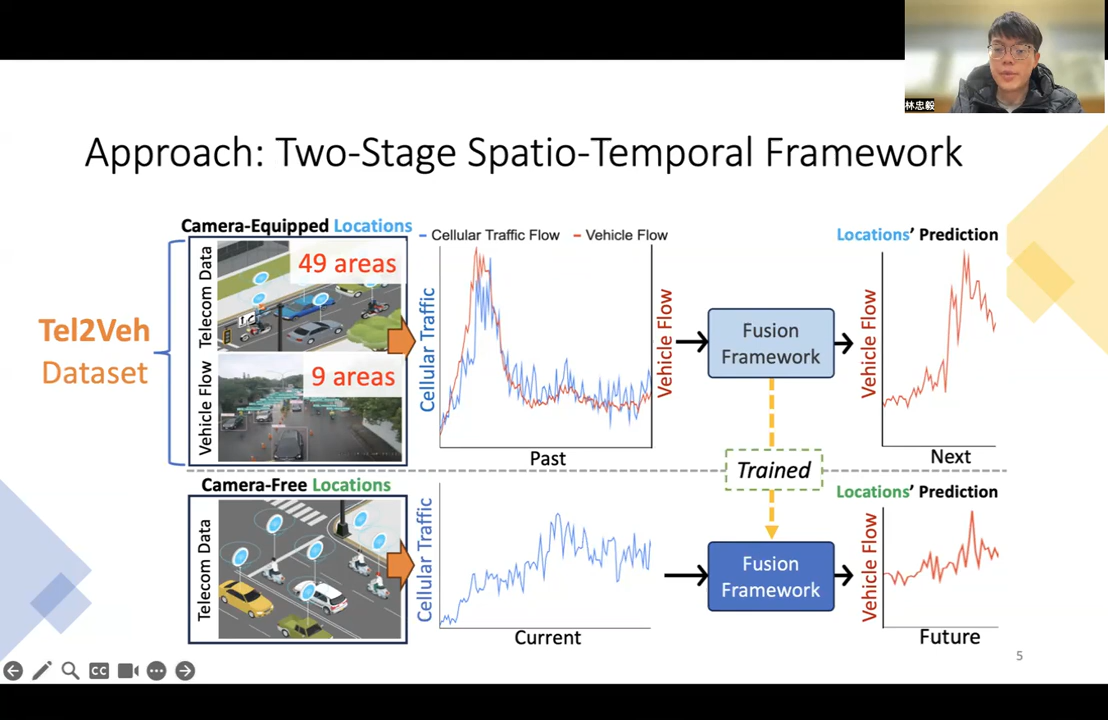 林忠毅
Approach: Two-Stage Spatio-Temporal Framework
Camera-Equipped Locations
Cellular Traffic Flow
Vehicle Flow
Locations' Prediction
Tel2Veh
Dataset
Telecom Data
49 areas
Vehicle Flow
9 areas
Cellular Traffic
Vehicle Flow
Past
Fusion
Framework
Vehicle Flow
Next
Trained
Camera-Free Locations
Telecom Data
Cellular Traffic
Current
Fusion
Framework
Locations' Prediction
Vehicle Flow
Future
5
CC